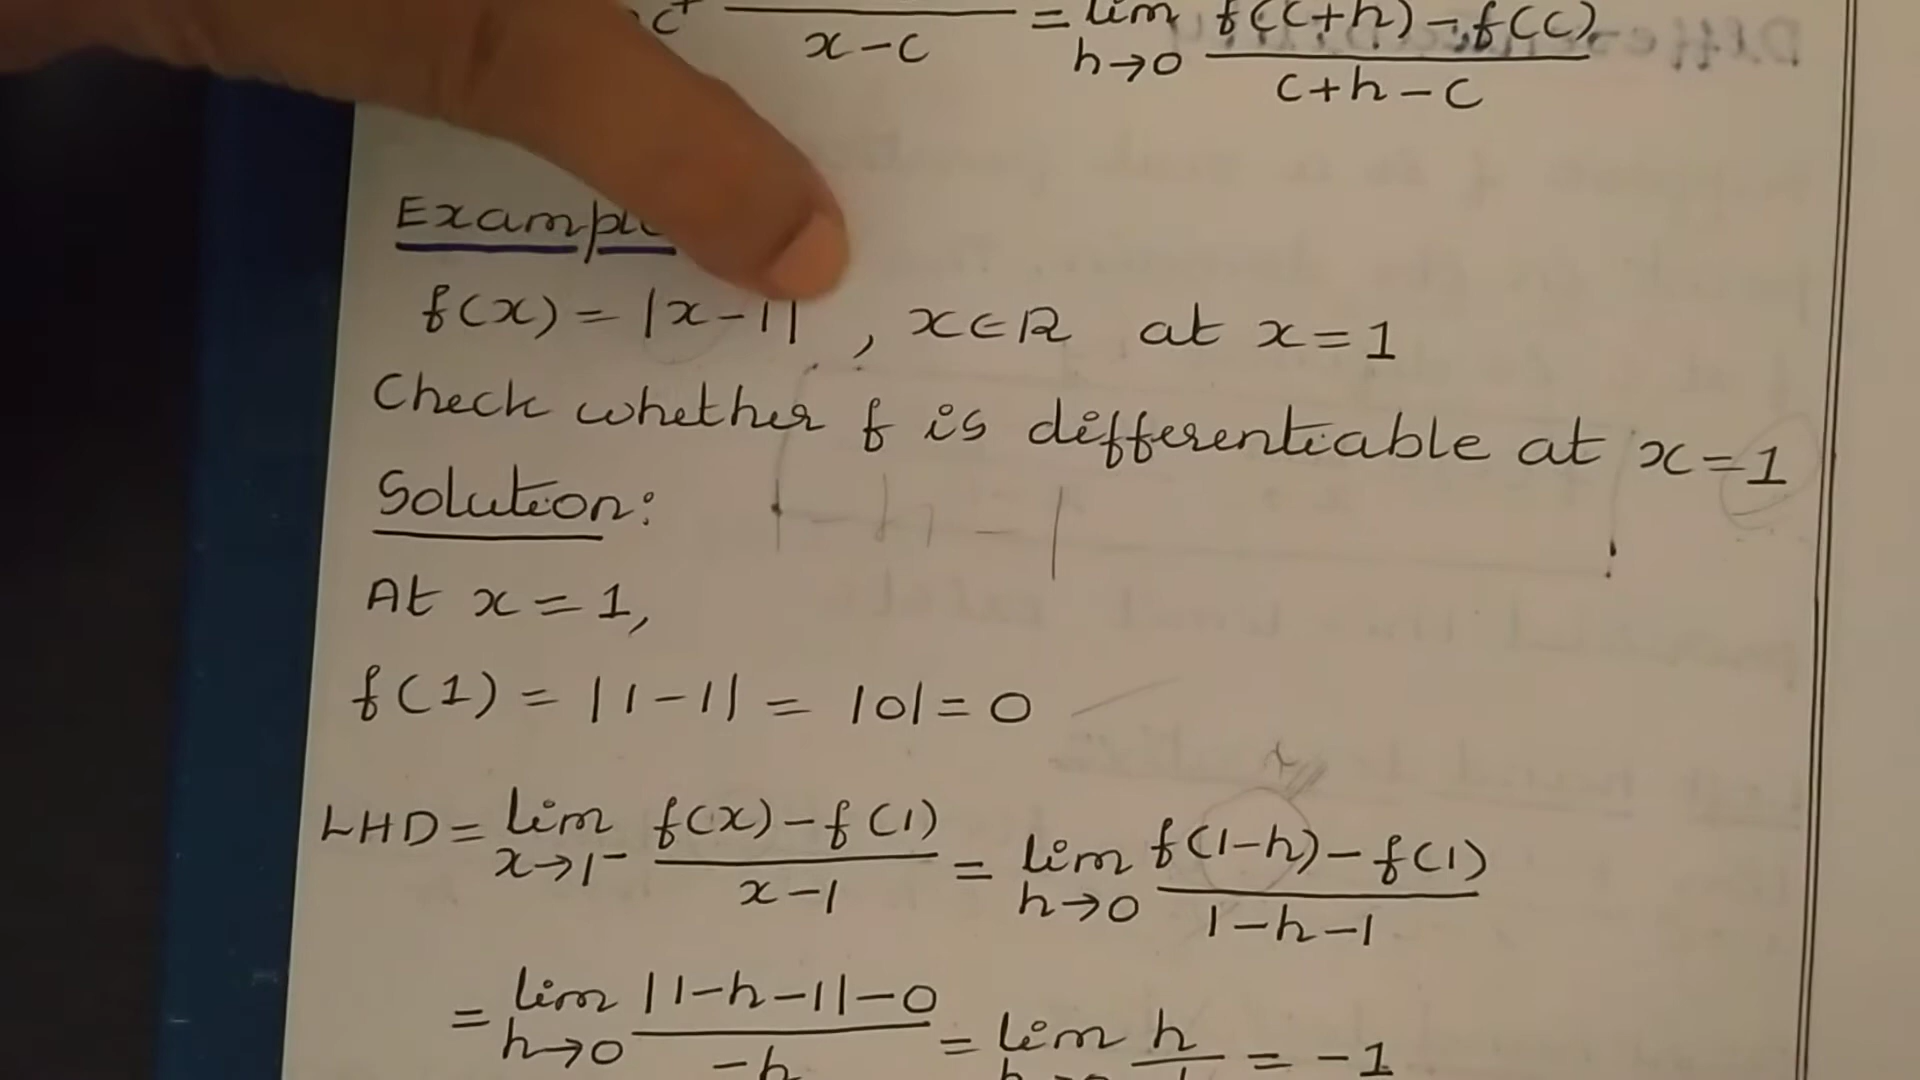 c⁺ x-c = lim h→0 f(c+h)-f(c) / c+h-c
f(x) = |x-1| , x∈R at x=1
Check whether f is differentiable at x=1
Solution:
At x=1,
f(1) = |1-1| = |0| = 0
LHD = lim x→1⁻ f(x)-f(1) / x-1 = lim h→0 f(1-h)-f(1) / 1-h-1
= lim h→0 |1-h-1|-0 / -h = lim h = -1